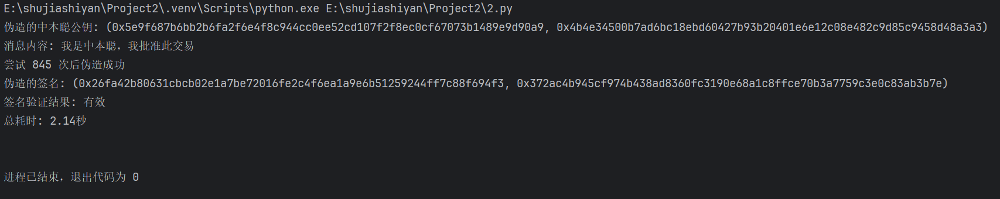 E:\shujiashiyan\Project2\.venv\Scripts\python.exe E:\shujiashiyan\Project2\2.py
伪造的中本聪公钥: (0x5e9f687b6bb2b6fa2f6e4f8c944cc0ee52cd107f2f8ec0cf67073b1489e9d90a9, 0x4b4e34500b7ad6bc18ebd60427b93b20401e6e12c08e482c9d85c9458d48a3a3)
消息内容: 我是中本聪，我批准此交易
尝试 845 次后伪造成功
伪造的签名: (0x26fa42b80631cbcb02e1a7be72016fe2c4f6ea1a9e6b51259244ff7c88f694f3, 0x372ac4b945cf974b438ad8360fc3190e68a1c8ffce70b3a7759c3e0c83ab3b7e)
签名验证结果: 有效
总耗时: 2.14秒
进程已结束，退出代码为 0